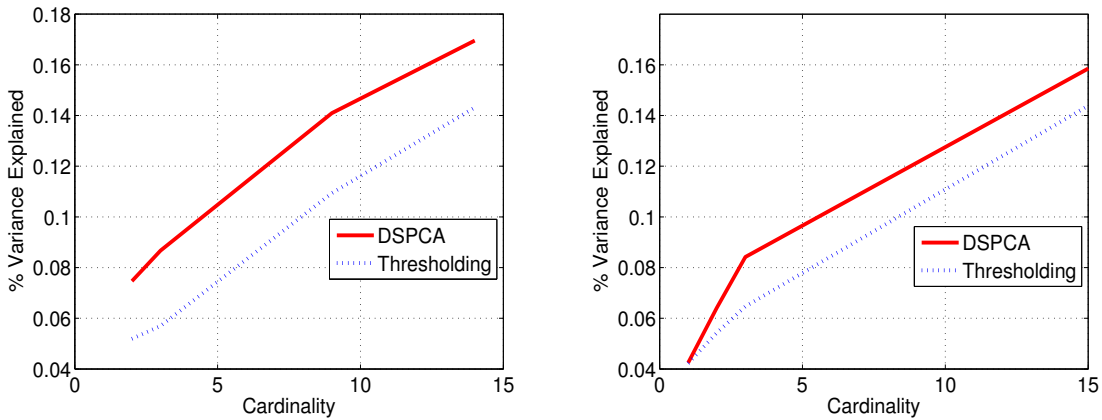 0.18
0.16
0.14
0.12
0.1
0.08
0.06
0.04
% Variance Explained
0
5
10
15
Cardinality
DSPCA
Thresholding
0.16
0.14
0.12
0.1
0.08
0.06
0.04
% Variance Explained
0
5
10
15
Cardinality
DSPCA
Thresholding